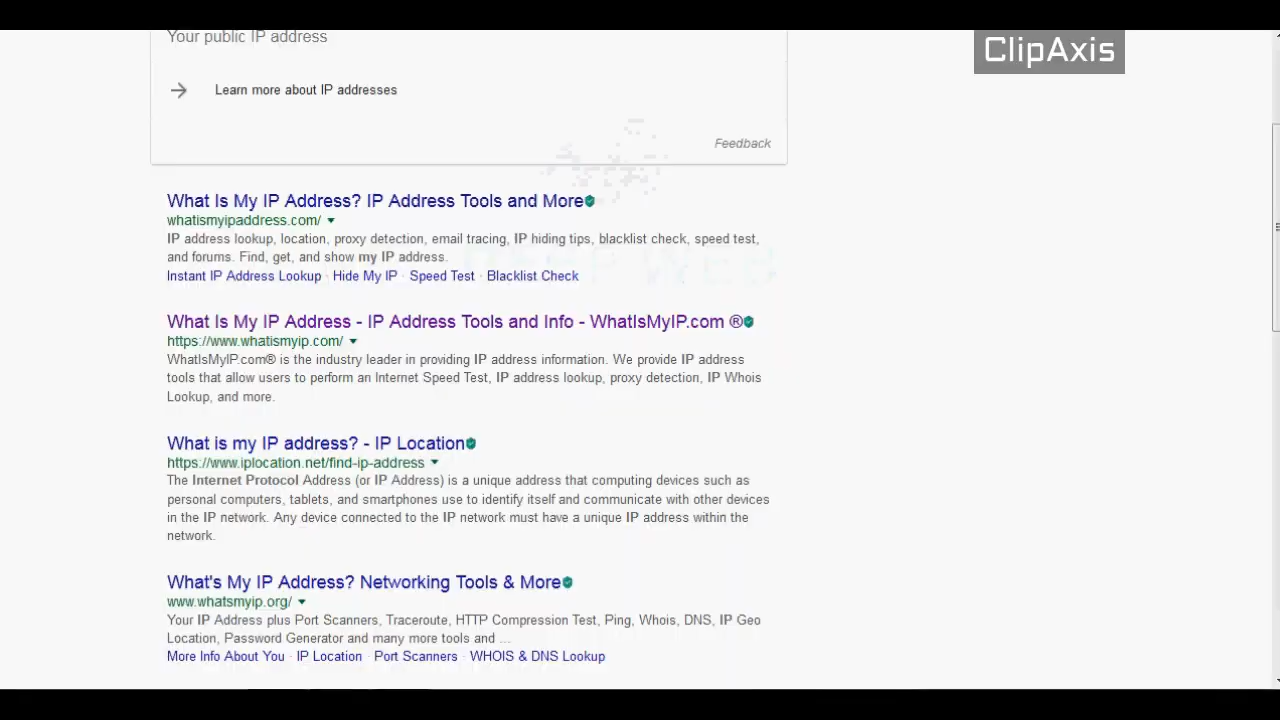 Your public IP address
ClipAxis
Learn more about IP addresses
Feedback
What Is My IP Address? IP Address Tools and More
whatismyipaddress.com/
IP address lookup, location, proxy detection, email tracing, IP hiding tips, blacklist check, speed test,
and forums. Find, get, and show my IP address.
Instant IP Address Lookup · Hide My IP · Speed Test · Blacklist Check
What Is My IP Address - IP Address Tools and Info - WhatIsMyIP.com ®
https://www.whatismyip.com/
WhatIsMyIP.com® is the industry leader in providing IP address information. We provide IP address
tools that allow users to perform an Internet Speed Test, IP address lookup, proxy detection, IP Whois
Lookup, and more.
What is my IP address? - IP Location
https://www.iplocation.net/find-ip-address
The Internet Protocol Address (or IP Address) is a unique address that computing devices such as
personal computers, tablets, and smartphones use to identify itself and communicate with other devices
in the IP network. Any device connected to the IP network must have a unique IP address within the
network.
What's My IP Address? Networking Tools & More
www.whatsmyip.org/
Your IP Address plus Port Scanners, Traceroute, HTTP Compression Test, Ping, Whois, DNS, IP Geo
Location, Password Generator and many more tools and ...
More Info About You · IP Location · Port Scanners · WHOIS & DNS Lookup